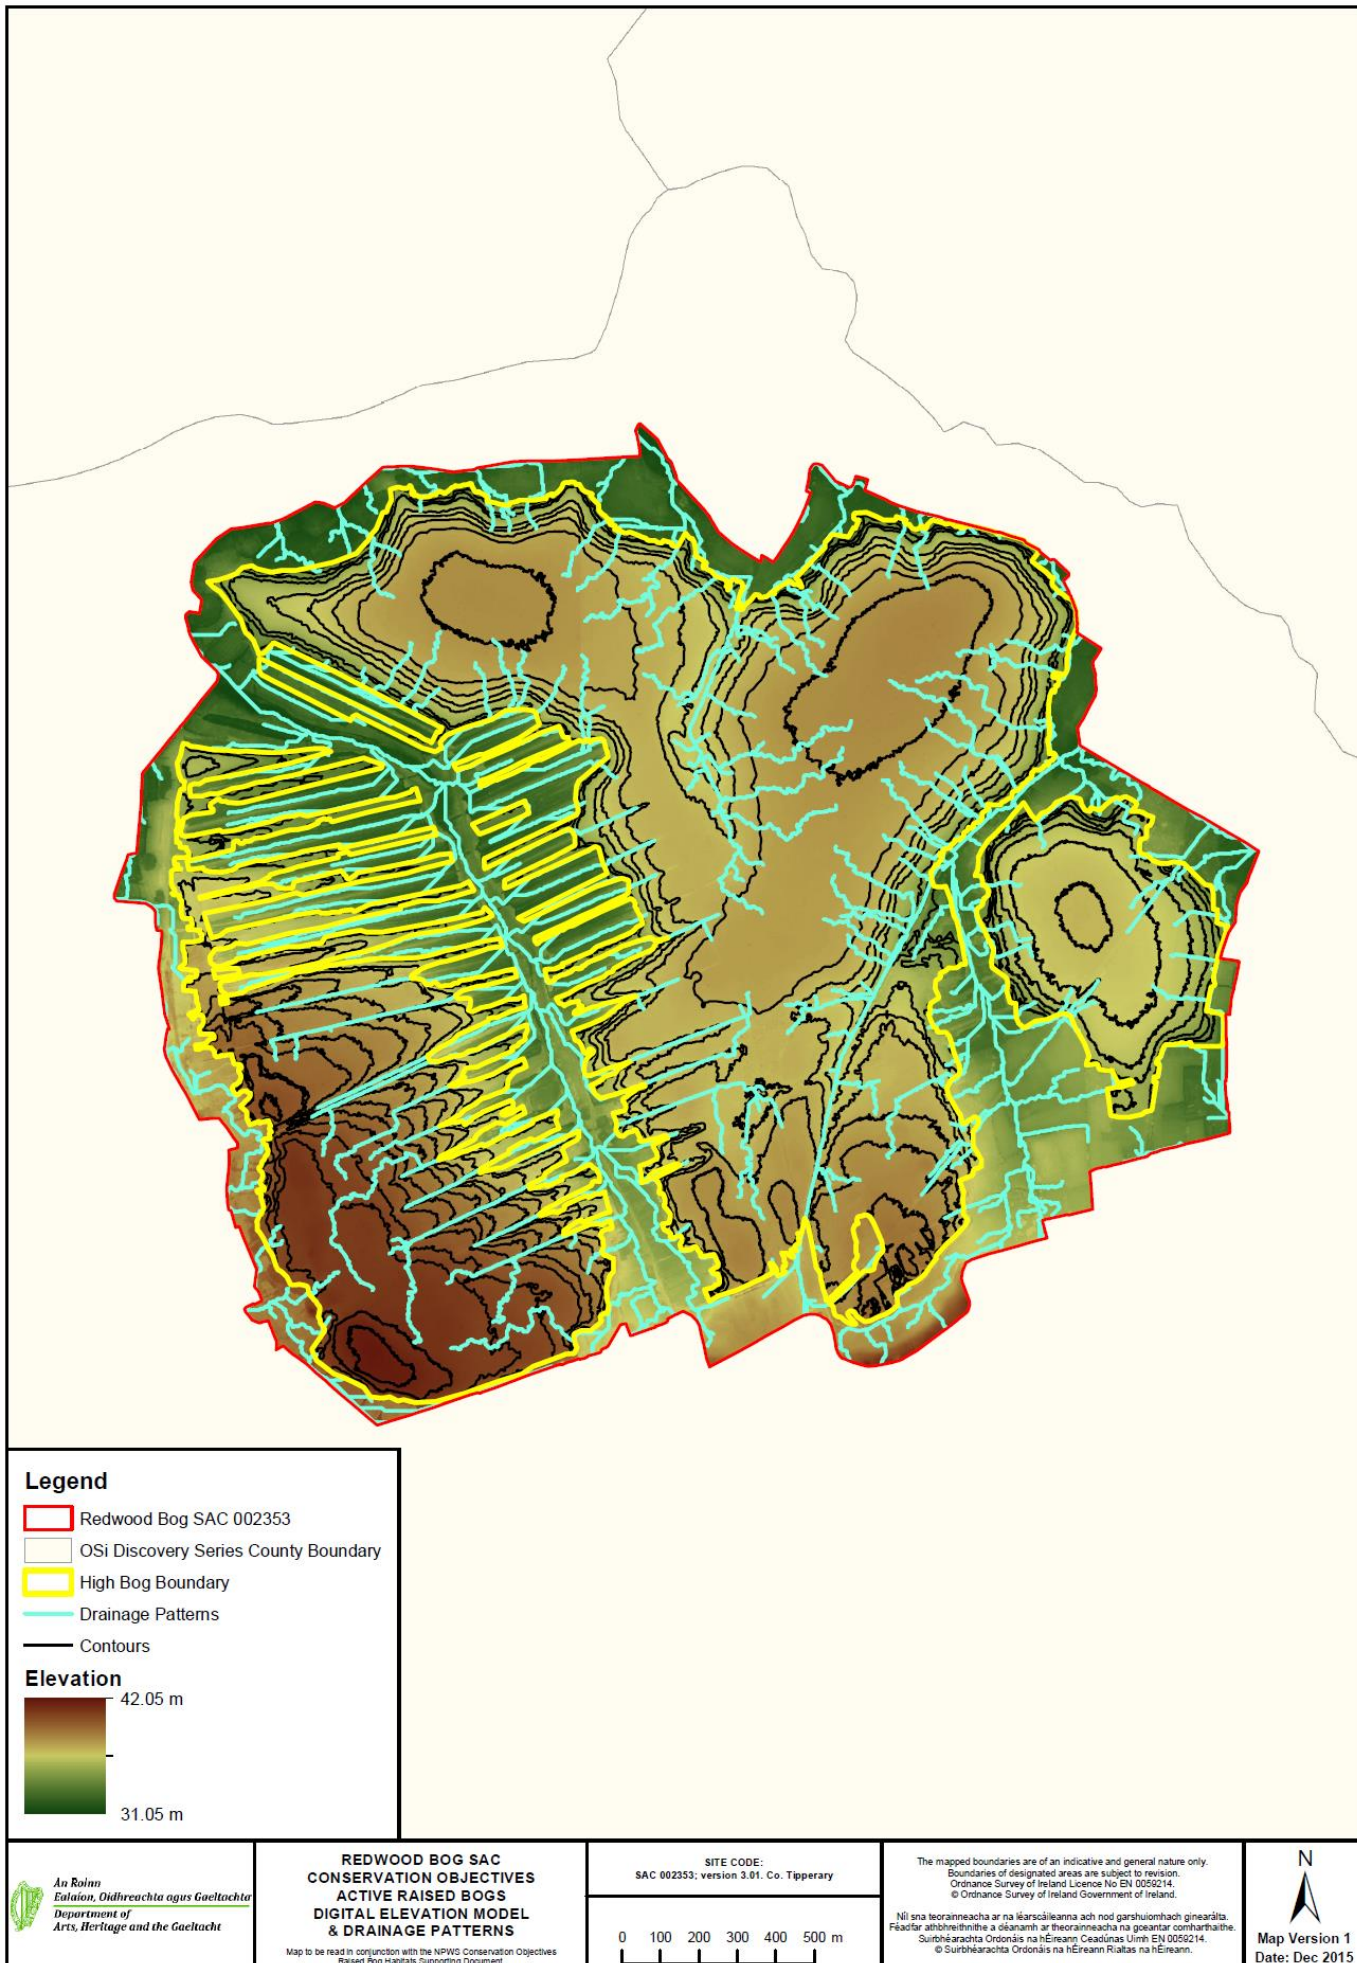 Legend
Redwood Bog SAC 002353
OSi Discovery Series County Boundary
High Bog Boundary
Drainage Patterns
Contours
Elevation
42.05 m
31.05 m
An Roinn
Ealaíon, Oidhreachta agus Gaeltachta
Department of
Arts, Heritage and the Gaeltacht
REDWOOD BOG SAC
CONSERVATION OBJECTIVES
ACTIVE RAISED BOGS
DIGITAL ELEVATION MODEL
& DRAINAGE PATTERNS
Map to be read in conjunction with the NPWS Conservation Objectives
Raised Bog Habitats Supporting Document
SITE CODE:
SAC 002353; version 3.01. Co. Tipperary
0 100 200 300 400 500 m
The mapped boundaries are of an indicative and general nature only.
Boundaries of designated areas are subject to revision.
Ordnance Survey of Ireland Licence No EN 0059214.
© Ordnance Survey of Ireland Government of Ireland.
Níl sna teorainneacha ar na léarscáileanna ach nod garshuíomhach ginearálta.
Féadfar athbhreithnithe a déanamh ar theorainneacha na gceantar comharthaithe.
Suirbhéarachta Ordonáis na hÉireann Ceadúnas Uimh EN 0059214.
© Suirbhéarachta Ordonáis na hÉireann Rialtas na hÉireann.
N
Map Version 1
Date: Dec 2015